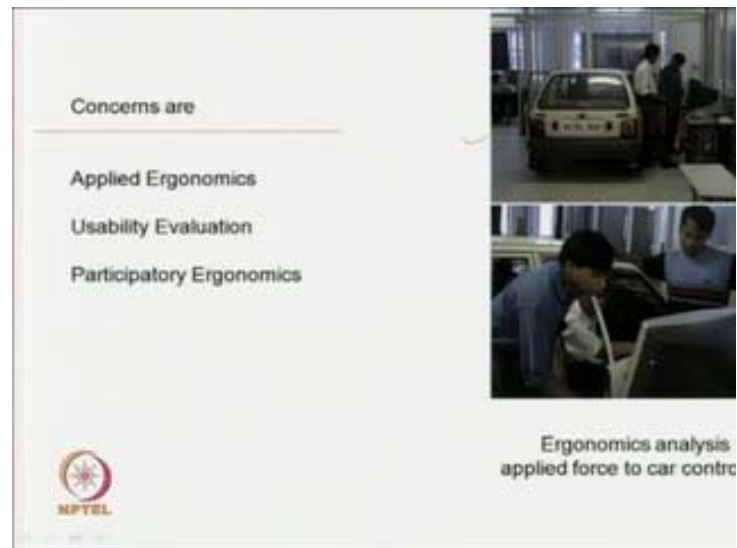 Concerns are
Applied Ergonomics
Usability Evaluation
Participatory Ergonomics
Ergonomics analysis
applied force to car contro
NPTEL